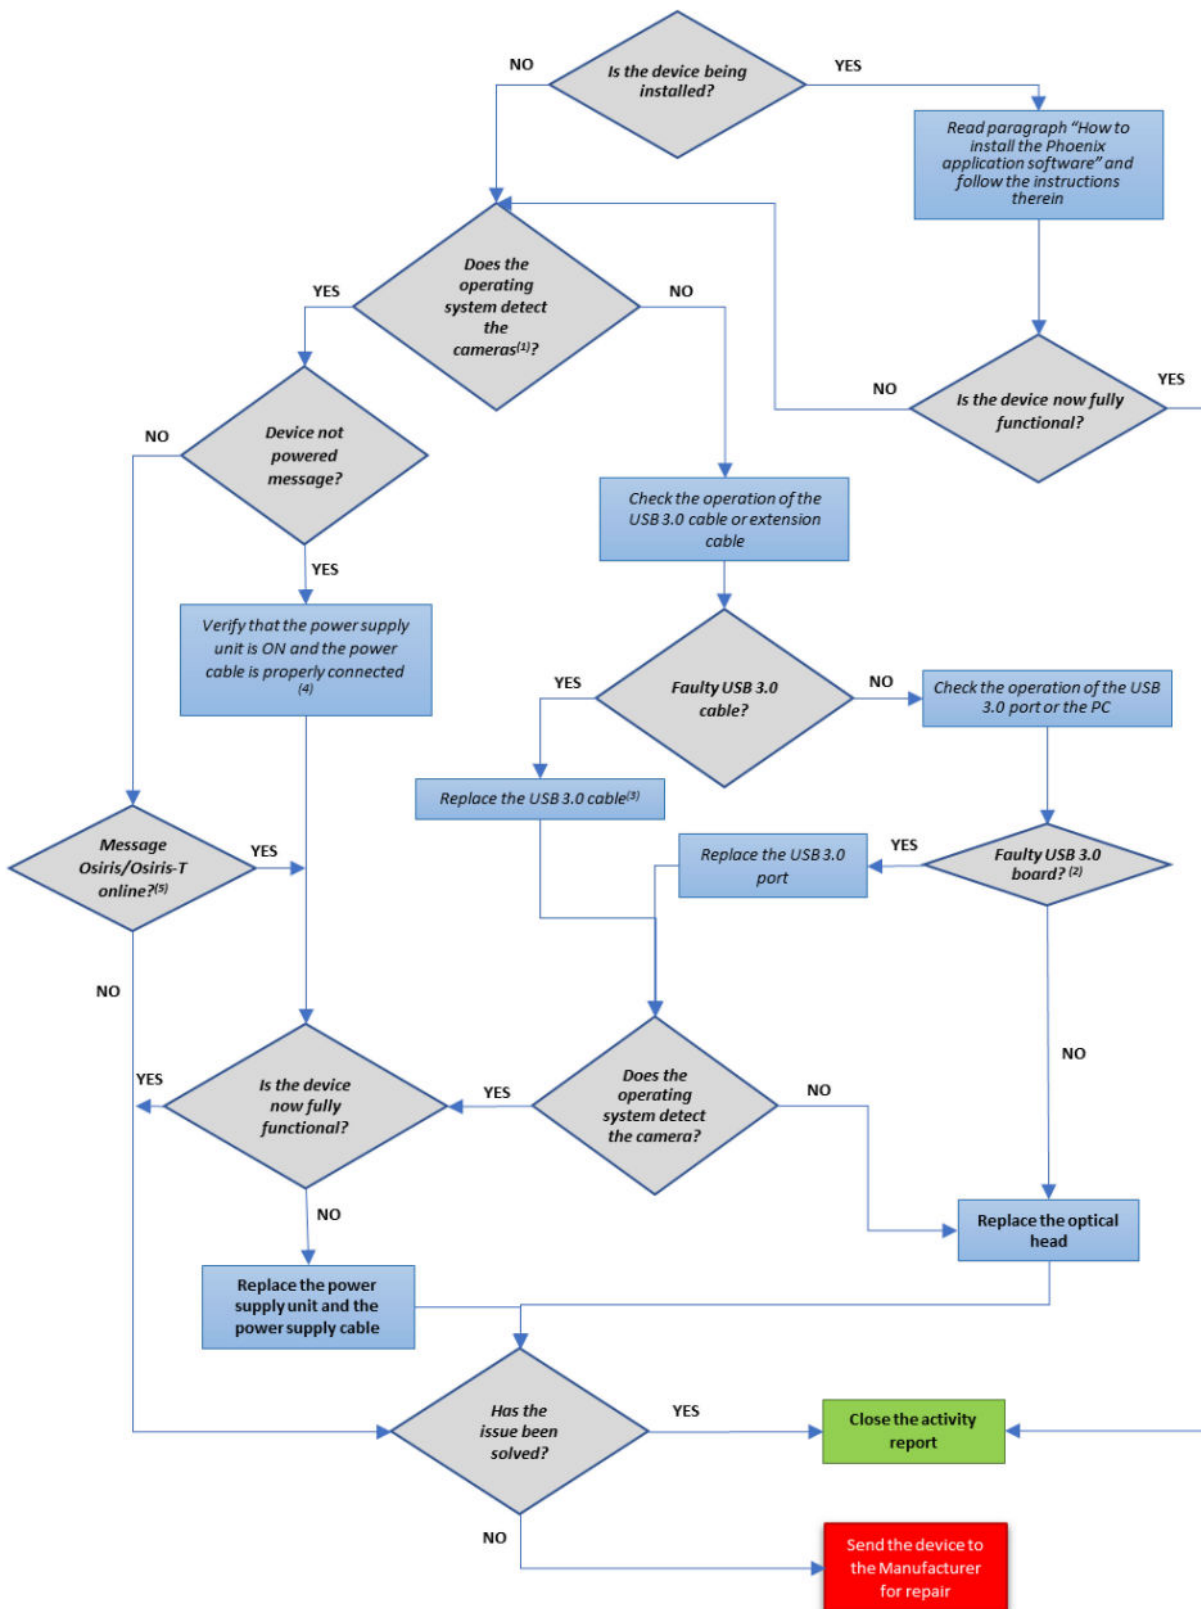 NO
Is the device being
installed?
YES
Read paragraph “How to
install the Phoenix
application software” and
follow the instructions
therein
YES
Does the
operating
system detect
the
cameras(1)?
NO
NO
Is the device now fully
functional?
YES
NO
Device not
powered
message?
YES
Check the operation of the
USB 3.0 cable or extension
cable
Verify that the power supply
unit is ON and the power
cable is properly connected
(4)
YES
Faulty USB 3.0
cable?
NO
Check the operation of the USB
3.0 port or the PC
Replace the USB 3.0 cable(3)
Message
Osiris/Osiris-T
online?(5)
YES
Replace the USB 3.0
port
YES
Faulty USB 3.0
board? (2)
NO
NO
YES
Is the device
now fully
functional?
YES
Does the
operating
system detect
the camera?
NO
NO
Replace the optical
head
Replace the power
supply unit and the
power supply cable
Has the
issue been
solved?
YES
Close the activity
report
NO
Send the device to
the Manufacturer
for repair